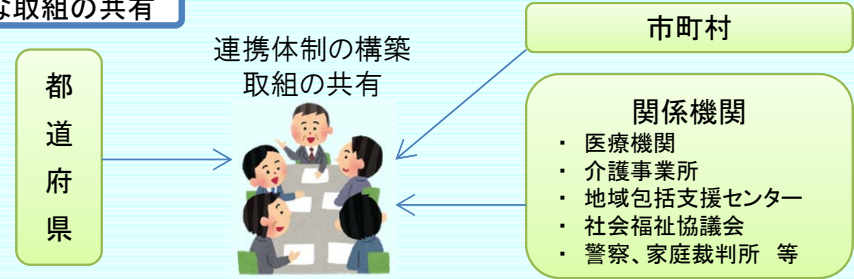 な取組の共有
連携体制の構築
取組の共有
都
道
府
県
市町村
関係機関
・ 医療機関
・ 介護事業所
・ 地域包括支援センター
・ 社会福祉協議会
・ 警察、家庭裁判所 等